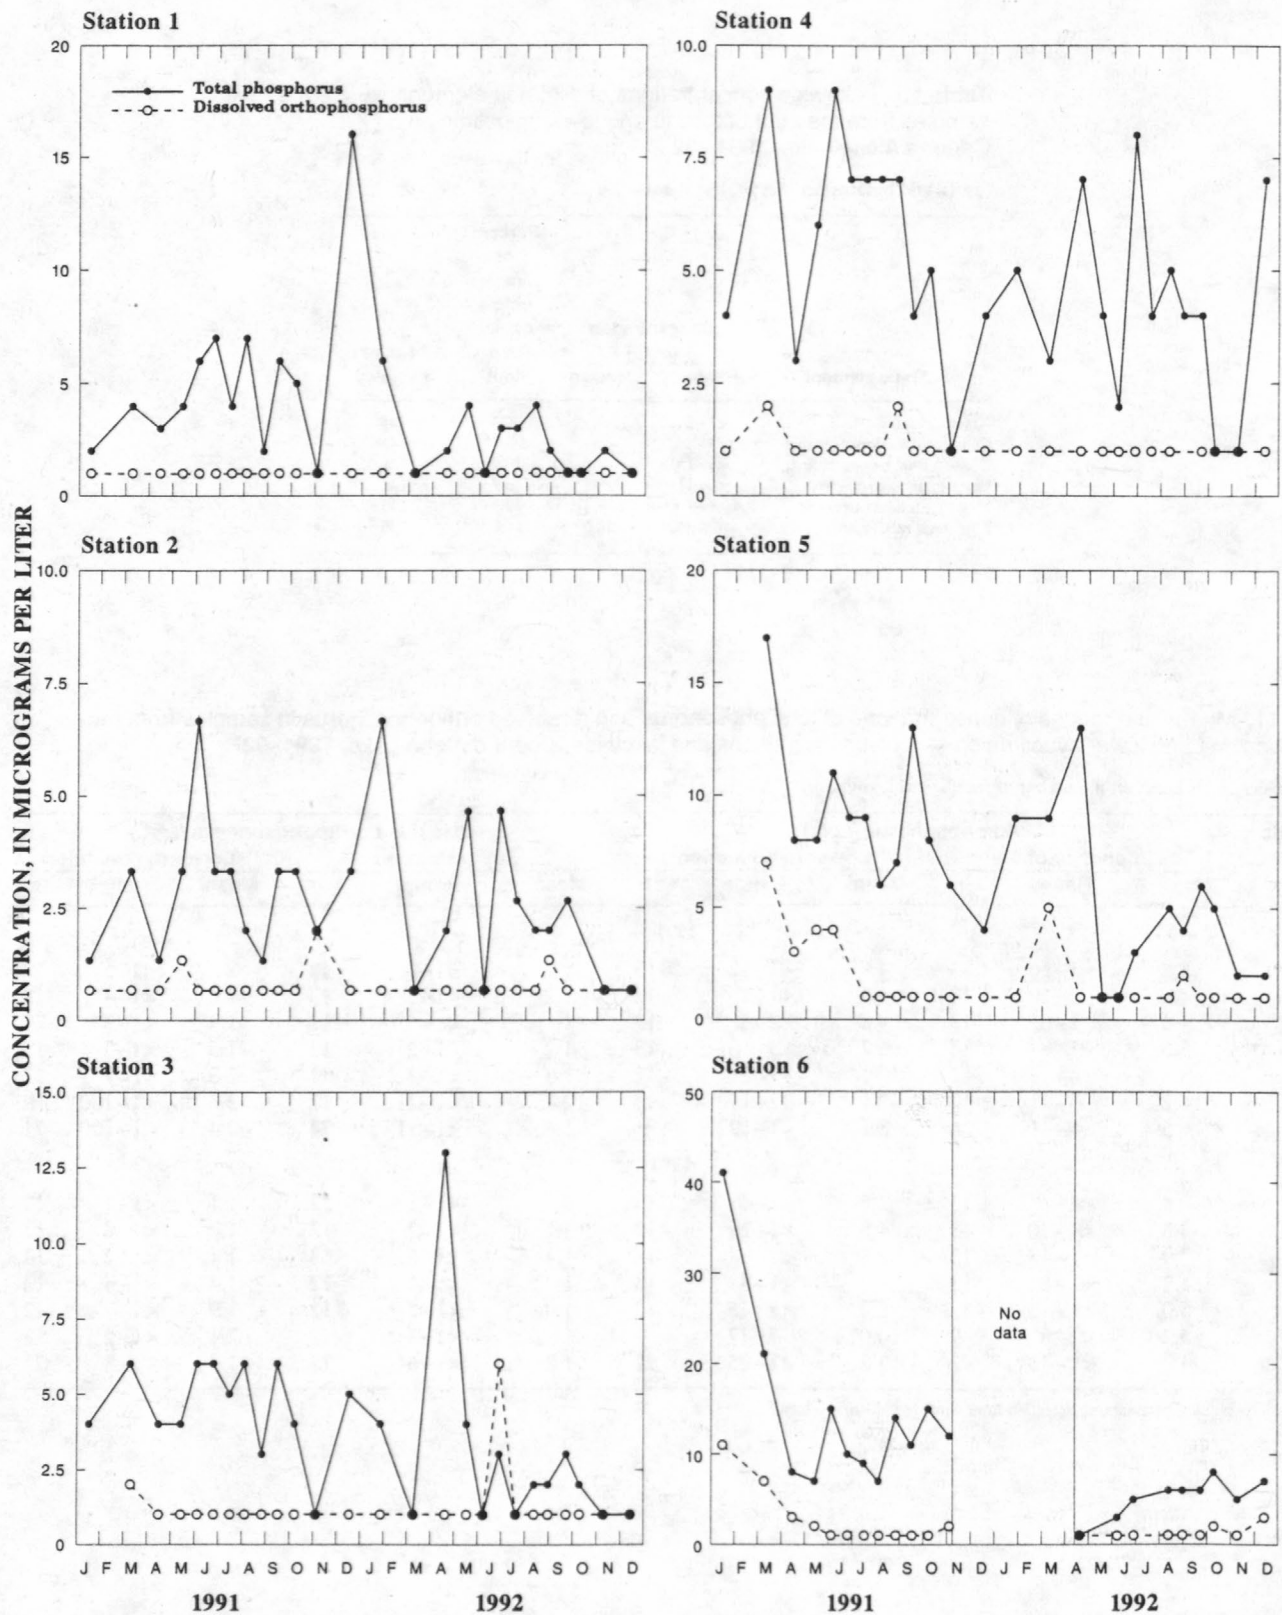 Station 1
20
15
10
5
0
Total phosphorus
Dissolved orthophosphorus
Station 4
10.0
7.5
5.0
2.5
0
CONCENTRATION, IN MICROGRAMS PER LITER
Station 2
10.0
7.5
5.0
2.5
0
Station 5
20
15
10
5
0
Station 3
15.0
12.5
10.0
7.5
5.0
2.5
0
J F M A M J J A S O N D J F M A M J J A S O N D
1991 1992
Station 6
50
40
30
20
10
0
No
data
J F M A M J J A S O N D J F M A M J J A S O N D
1991 1992